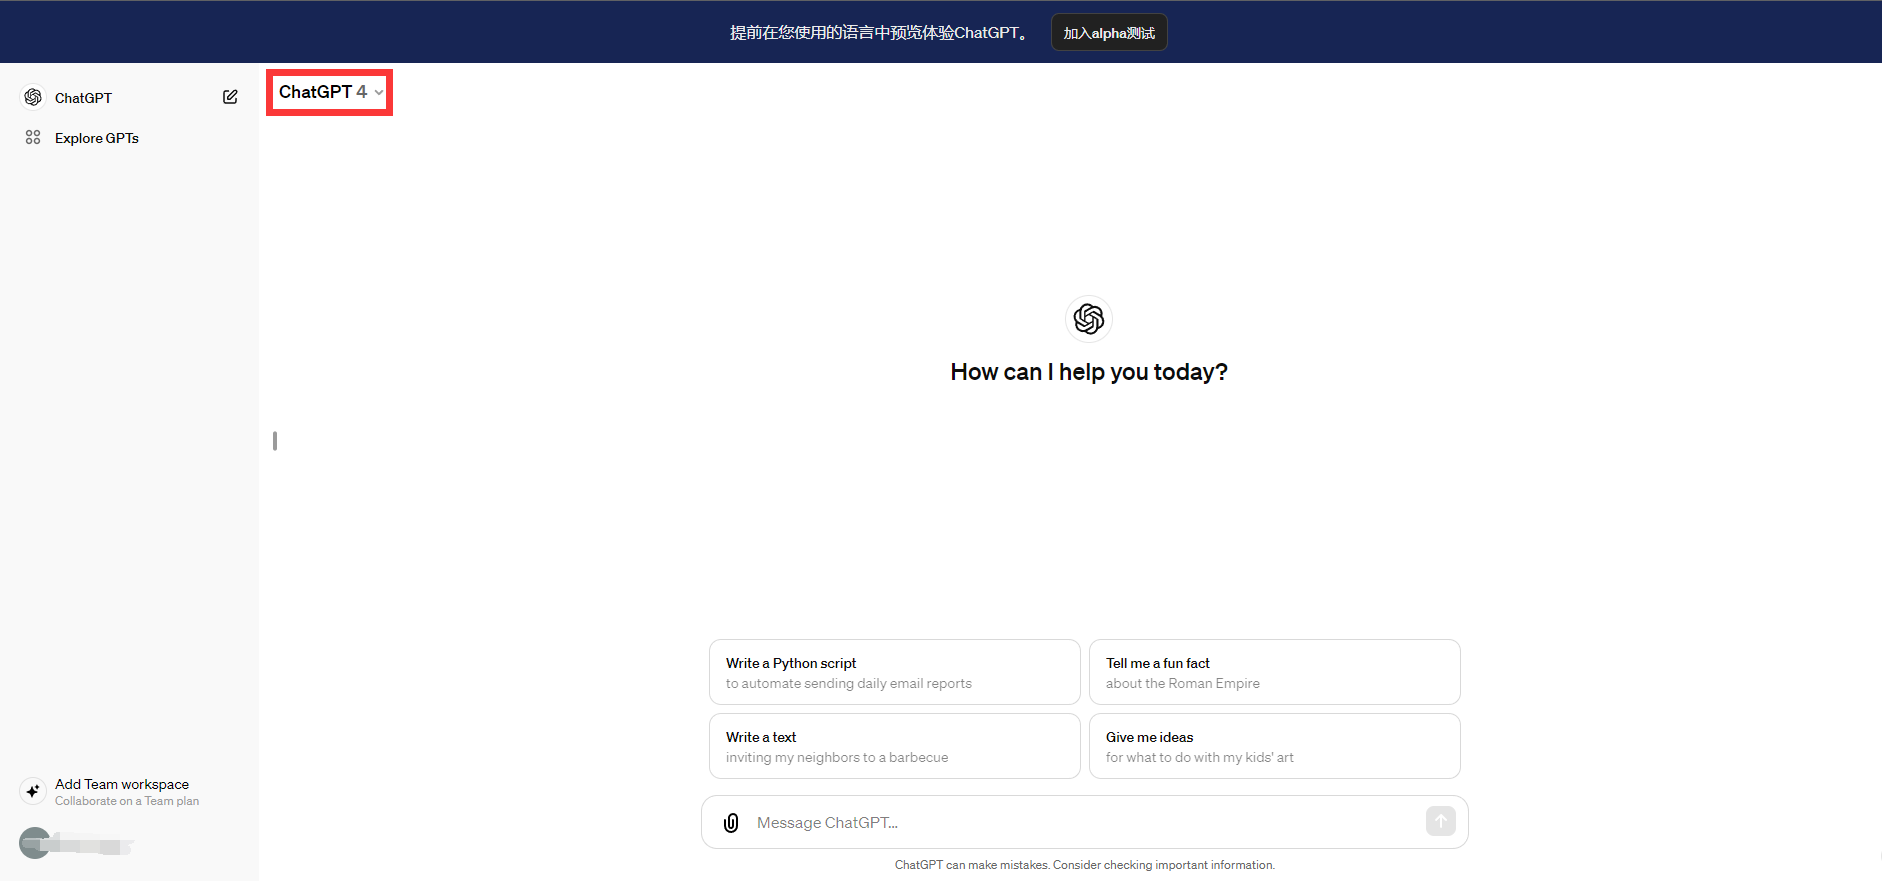 提前在您使用的语言中预览体验ChatGPT。 加入alpha测试
ChatGPT
Explore GPTs
ChatGPT 4
How can I help you today?
Write a Python script
to automate sending daily email reports
Tell me a fun fact
about the Roman Empire
Write a text
inviting my neighbors to a barbecue
Give me ideas
for what to do with my kids' art
Add Team workspace
Collaborate on a Team plan
Message ChatGPT...
ChatGPT can make mistakes. Consider checking important information.